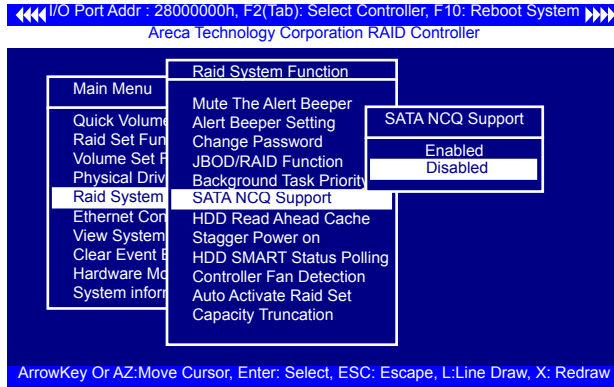 I/O Port Addr : 28000000h, F2(Tab): Select Controller, F10: Reboot System
Areca Technology Corporation RAID Controller
Main Menu
Quick Volume
Raid Set Fun
Volume Set F
Physical Driv
Raid System
Ethernet Con
View System
Clear Event
Hardware Mo
System inforr
Raid System Function
Mute The Alert Beeper
Alert Beeper Setting
Change Password
JBOD/RAID Function
Background Task Priority
SATA NCQ Support
HDD Read Ahead Cache
Stagger Power on
HDD SMART Status Polling
Controller Fan Detection
Auto Activate Raid Set
Capacity Truncation
SATA NCQ Support
Enabled
Disabled
ArrowKey Or AZ:Move Cursor, Enter: Select, ESC: Escape, L:Line Draw, X: Redraw